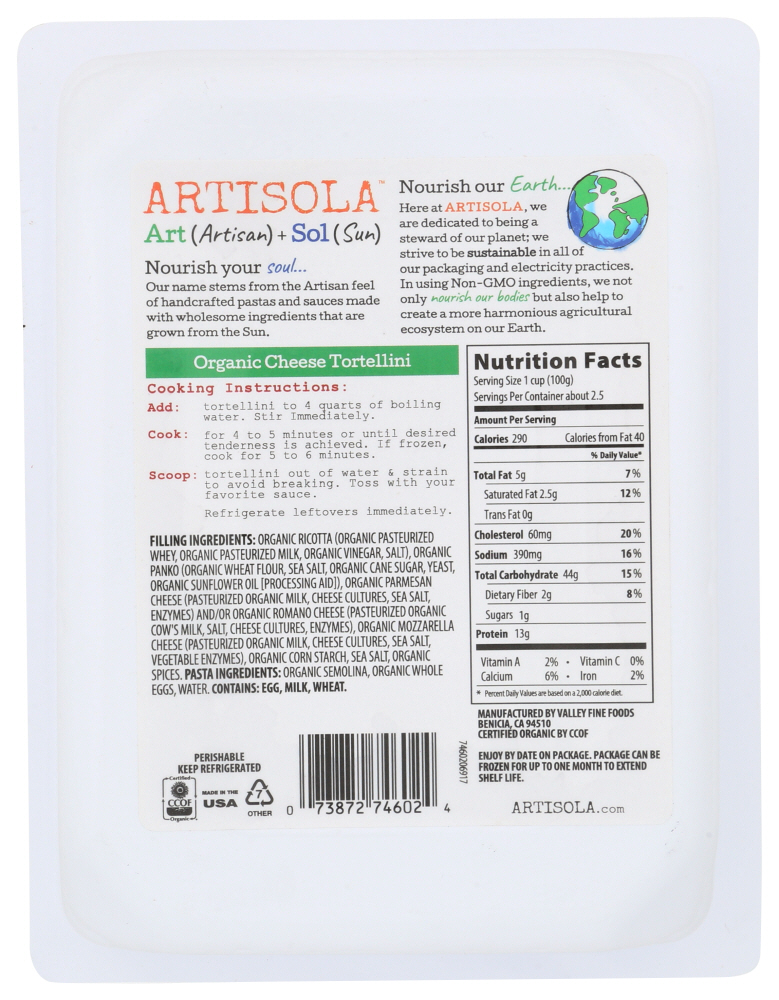 ARTISOLA™
Art (Artisan) + Sol (Sun)
Nourish your soul...
Our name stems from the Artisan feel
of handcrafted pastas and sauces made
with wholesome ingredients that are
grown from the Sun.
Nourish our Earth...
Here at ARTISOLA, we
are dedicated to being a
steward of our planet; we
strive to be sustainable in all of
our packaging and electricity practices.
In using Non-GMO ingredients, we not
only nourish our bodies but also help to
create a more harmonious agricultural
ecosystem on our Earth.
Organic Cheese Tortellini
Cooking Instructions:
Add: tortellini to 4 quarts of boiling
water. Stir Immediately.
Cook: for 4 to 5 minutes or until desired
tenderness is achieved. If frozen,
cook for 5 to 6 minutes.
Scoop: tortellini out of water & strain
to avoid breaking. Toss with your
favorite sauce.
Refrigerate leftovers immediately.
FILLING INGREDIENTS: ORGANIC RICOTTA (ORGANIC PASTEURIZED
WHEY, ORGANIC PASTEURIZED MILK, ORGANIC VINEGAR, SALT), ORGANIC
PANKO (ORGANIC WHEAT FLOUR, SEA SALT, ORGANIC CANE SUGAR, YEAST,
ORGANIC SUNFLOWER OIL [PROCESSING AID]), ORGANIC PARMESAN
CHEESE (PASTEURIZED ORGANIC MILK, CHEESE CULTURES, SEA SALT,
ENZYMES) AND/OR ORGANIC ROMANO CHEESE (PASTEURIZED ORGANIC
COW'S MILK, SALT, CHEESE CULTURES, ENZYMES), ORGANIC MOZZARELLA
CHEESE (PASTEURIZED ORGANIC MILK, CHEESE CULTURES, SEA SALT,
VEGETABLE ENZYMES), ORGANIC CORN STARCH, SEA SALT, ORGANIC
SPICES. PASTA INGREDIENTS: ORGANIC SEMOLINA, ORGANIC WHOLE
EGGS, WATER. CONTAINS: EGG, MILK, WHEAT.
Nutrition Facts
Serving Size 1 cup (100g)
Servings Per Container about 2.5
Amount Per Serving
Calories 290 Calories from Fat 40
% Daily Value*
Total Fat 5g 7%
Saturated Fat 2.5g 12%
Trans Fat 0g
Cholesterol 60mg 20%
Sodium 390mg 16%
Total Carbohydrate 44g 15%
Dietary Fiber 2g 8%
Sugars 1g
Protein 13g
Vitamin A 2% • Vitamin C 0%
Calcium 6% • Iron 2%
* Percent Daily Values are based on a 2,000 calorie diet.
MANUFACTURED BY VALLEY FINE FOODS
BENICIA, CA 94510
CERTIFIED ORGANIC BY CCOF
ENJOY BY DATE ON PACKAGE. PACKAGE CAN BE
FROZEN FOR UP TO ONE MONTH TO EXTEND
SHELF LIFE.
ARTISOLA.com
PERISHABLE
KEEP REFRIGERATED
Certified
CCOF
Organic
MADE IN THE
USA
7
OTHER
0 73872 74602 4
7460206917